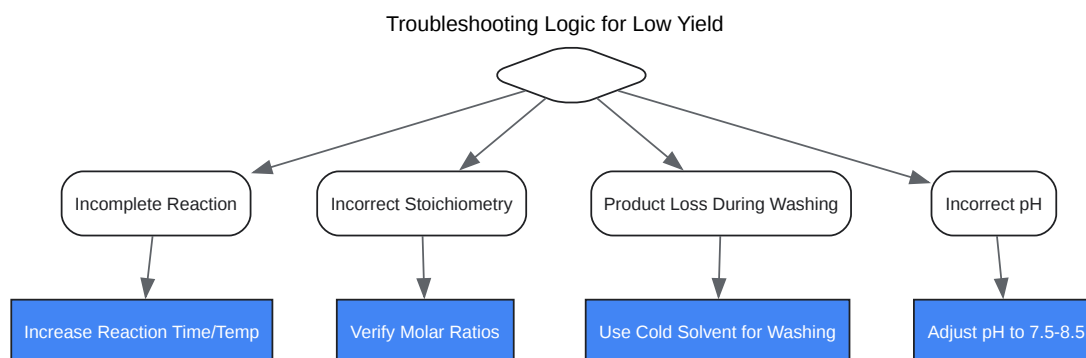 Troubleshooting Logic for Low Yield
Incomplete Reaction
Incorrect Stoichiometry
Product Loss During Washing
Incorrect pH
Increase Reaction Time/Temp
Verify Molar Ratios
Use Cold Solvent for Washing
Adjust pH to 7.5-8.5